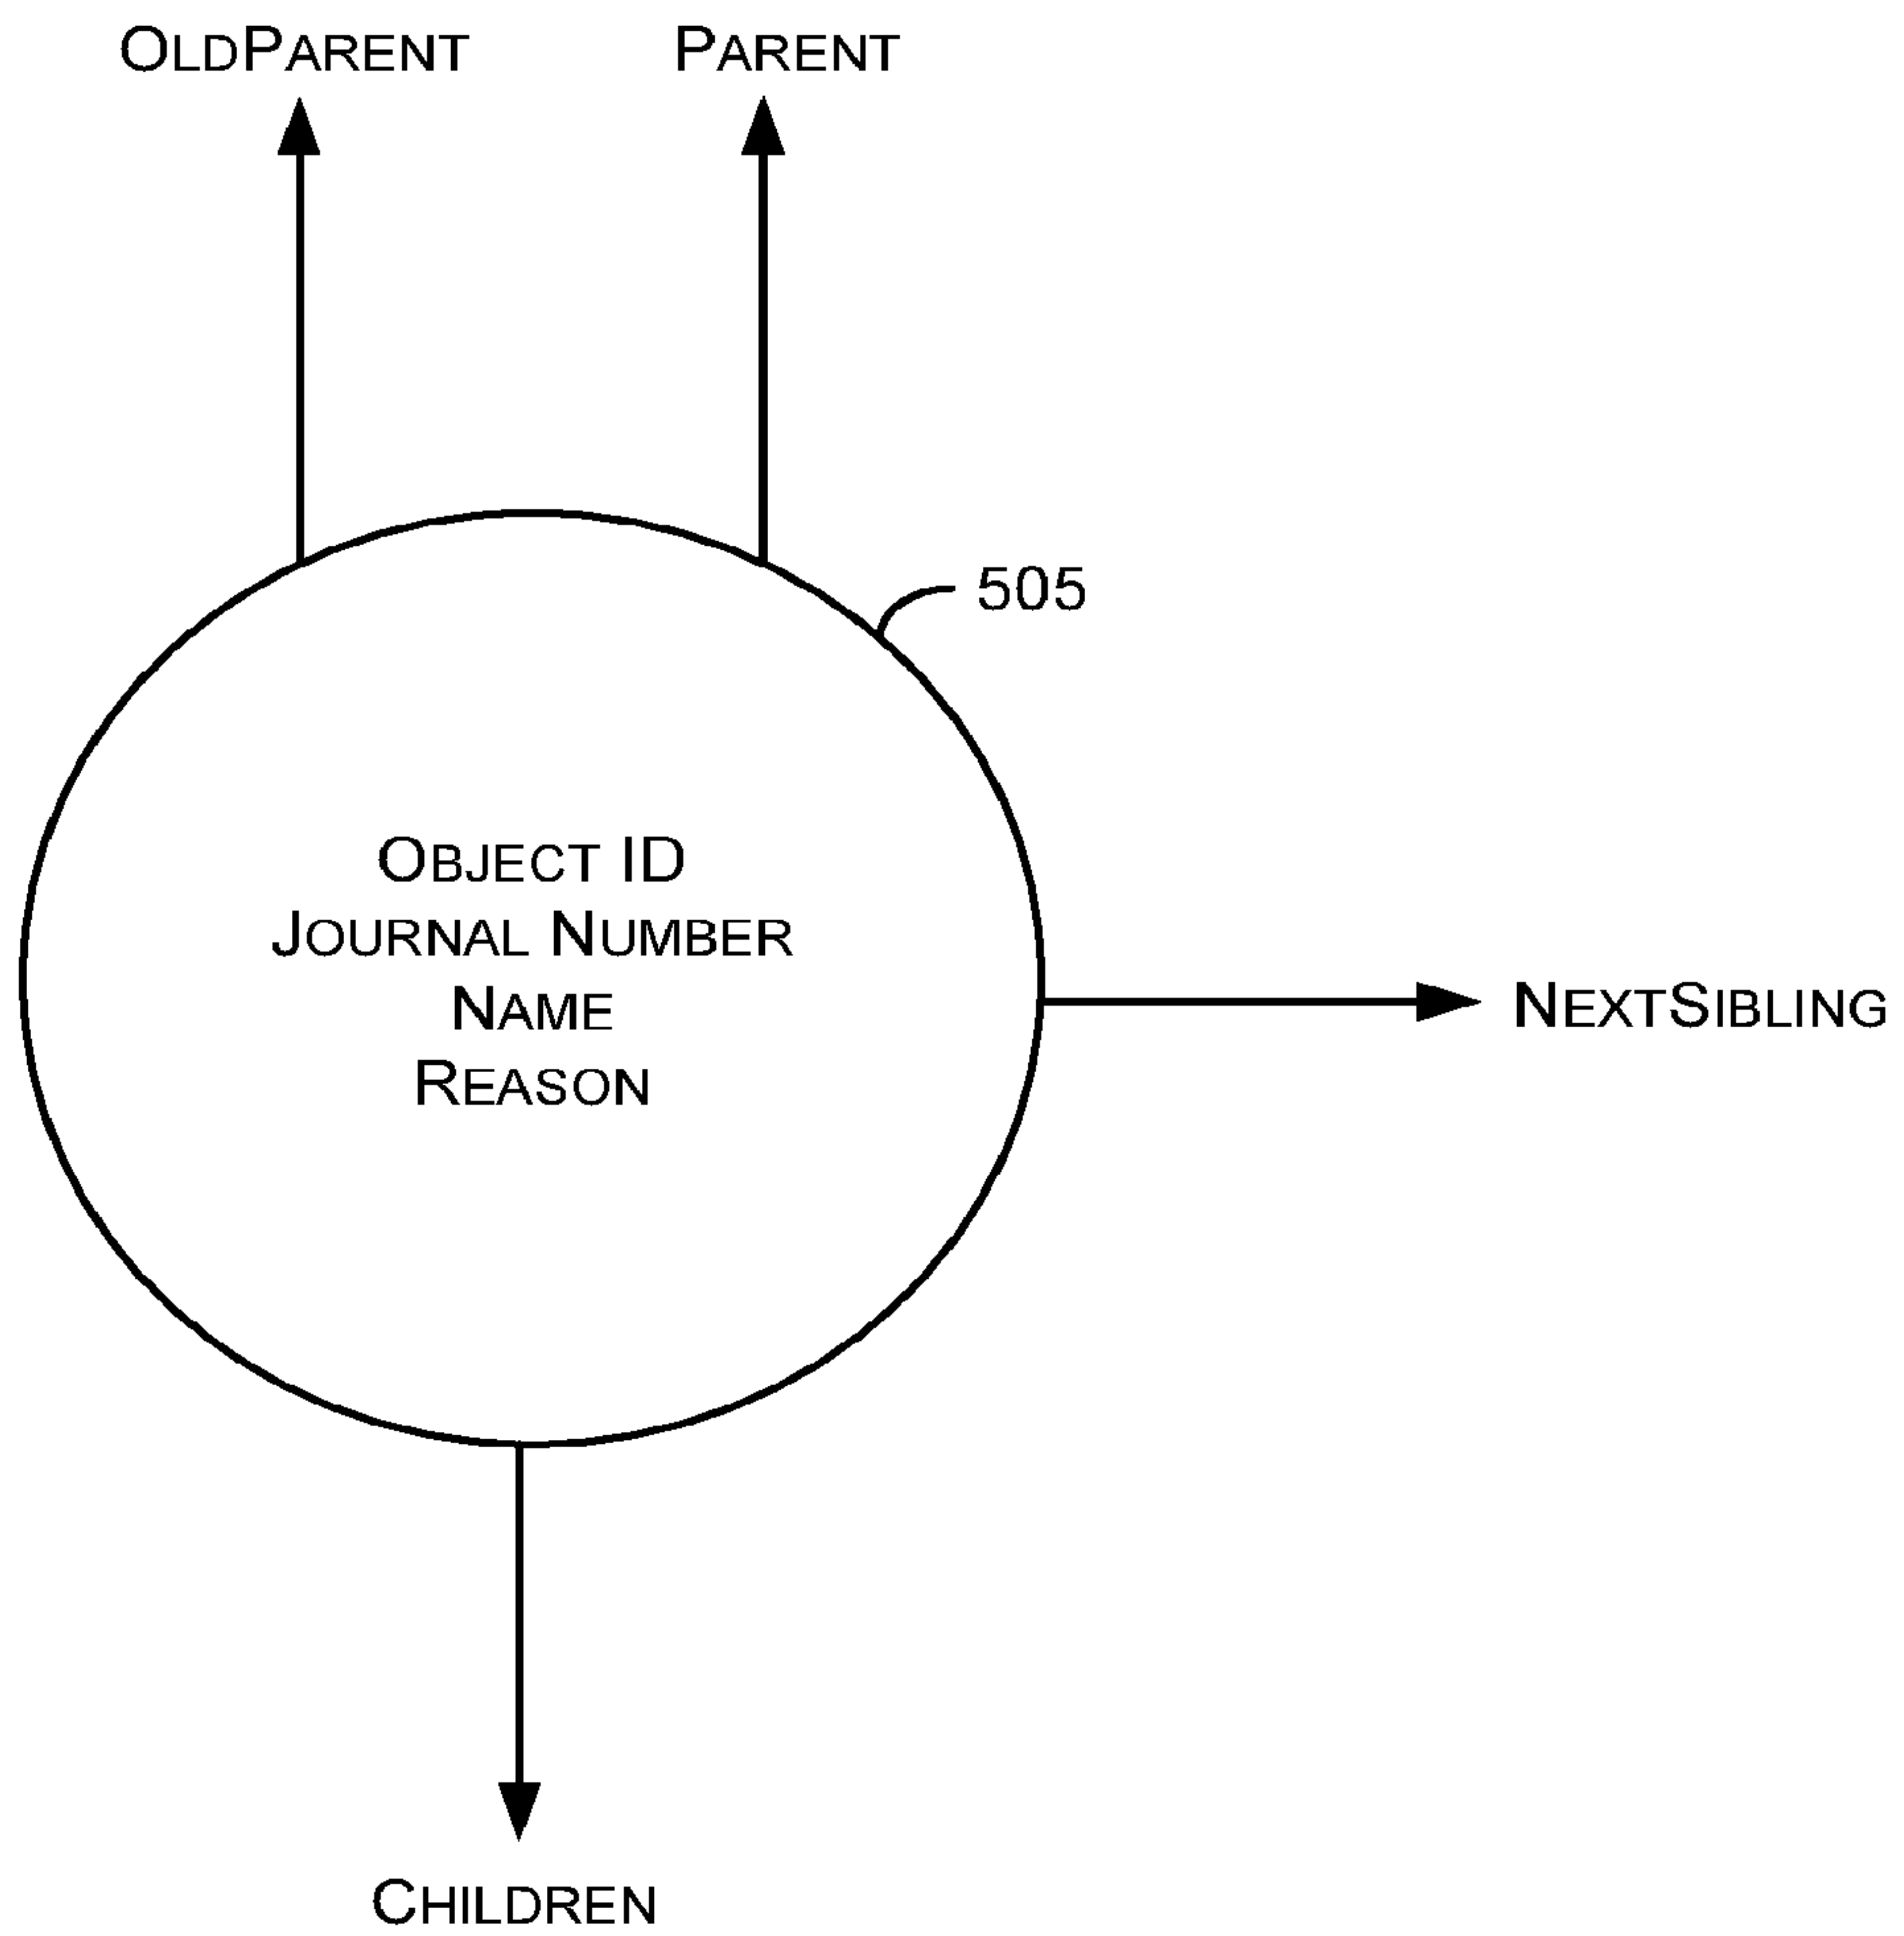 OLDPARENT PARENT
505
OBJECT ID
JOURNAL NUMBER
NAME
REASON
NEXTSIBLING
CHILDREN